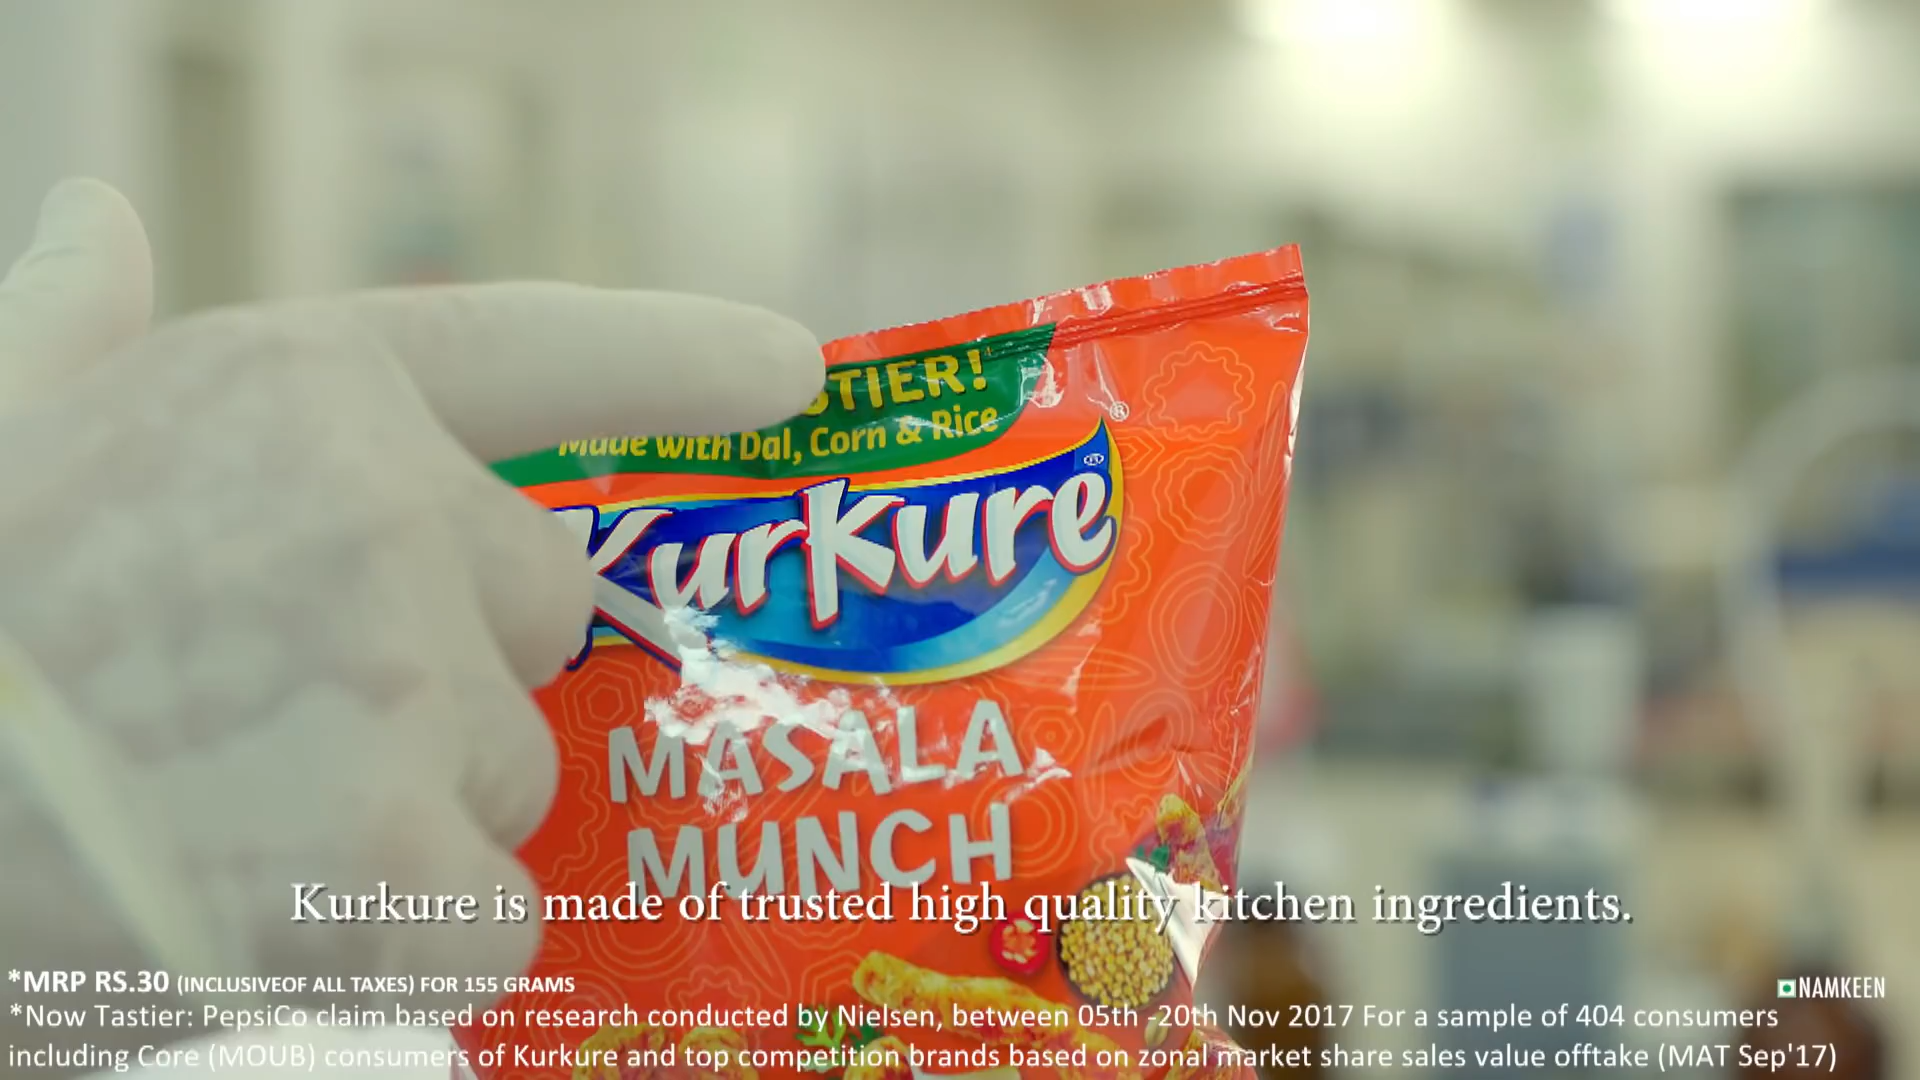 STIER!
Made with Dal, Corn & Rice
Kurkure
MASALA
MUNCH
Kurkure is made of trusted high quality kitchen ingredients.
*MRP RS.30 (INCLUSIVEOF ALL TAXES) FOR 155 GRAMS
NAMKEEN
*Now Tastier: PepsiCo claim based on research conducted by Nielsen, between 05th -20th Nov 2017 For a sample of 404 consumers
including Core (MOUB) consumers of Kurkure and top competition brands based on zonal market share sales value offtake (MAT Sep'17)